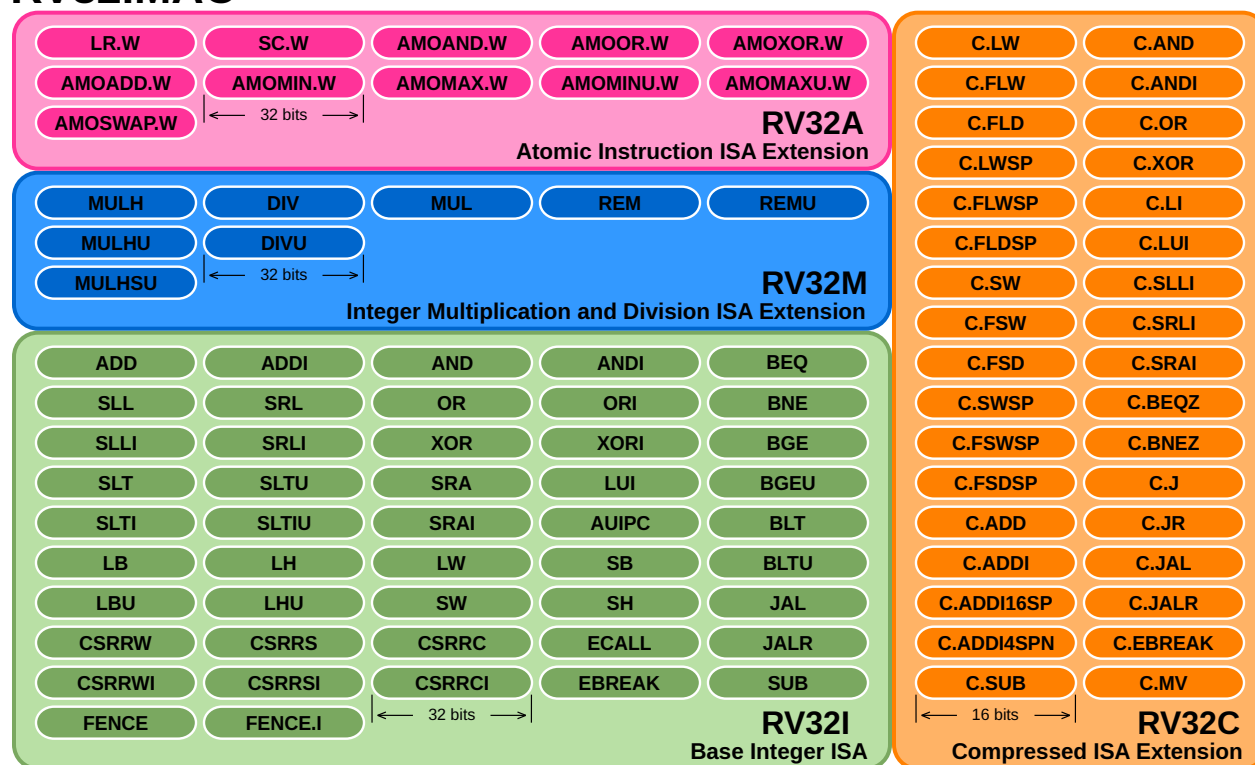 LR.W SC.W AMOAND.W AMOOR.W AMOXOR.W
AMOADD.W AMOMIN.W AMOMAX.W AMOMINU.W AMOMAXU.W
AMOSWAP.W 32 bits
RV32A
Atomic Instruction ISA Extension
MULH DIV MUL REM REMU
MULHU DIVU
MULHSU 32 bits
RV32M
Integer Multiplication and Division ISA Extension
ADD ADDI AND ANDI BEQ
SLL SRL OR ORI BNE
SLLI SRLI XOR XORI BGE
SLT SLTU SRA LUI BGEU
SLTI SLTIU SRAI AUIPC BLT
LB LH LW SB BLTU
LBU LHU SW SH JAL
CSRRW CSRRS CSRRC ECALL JALR
CSRRWI CSRRSI CSRRCI EBREAK SUB
FENCE FENCE.I 32 bits
RV32I
Base Integer ISA
C.LW C.AND
C.FLW C.ANDI
C.FLD C.OR
C.LWSP C.XOR
C.FLWSP C.LI
C.FLDSP C.LUI
C.SW C.SLLI
C.FSW C.SRLI
C.FSD C.SRAI
C.SWSP C.BEQZ
C.FSWSP C.BNEZ
C.FSDSP C.J
C.ADD C.JR
C.ADDI C.JAL
C.ADDI16SP C.JALR
C.ADDI4SPN C.EBREAK
C.SUB C.MV
16 bits
RV32C
Compressed ISA Extension